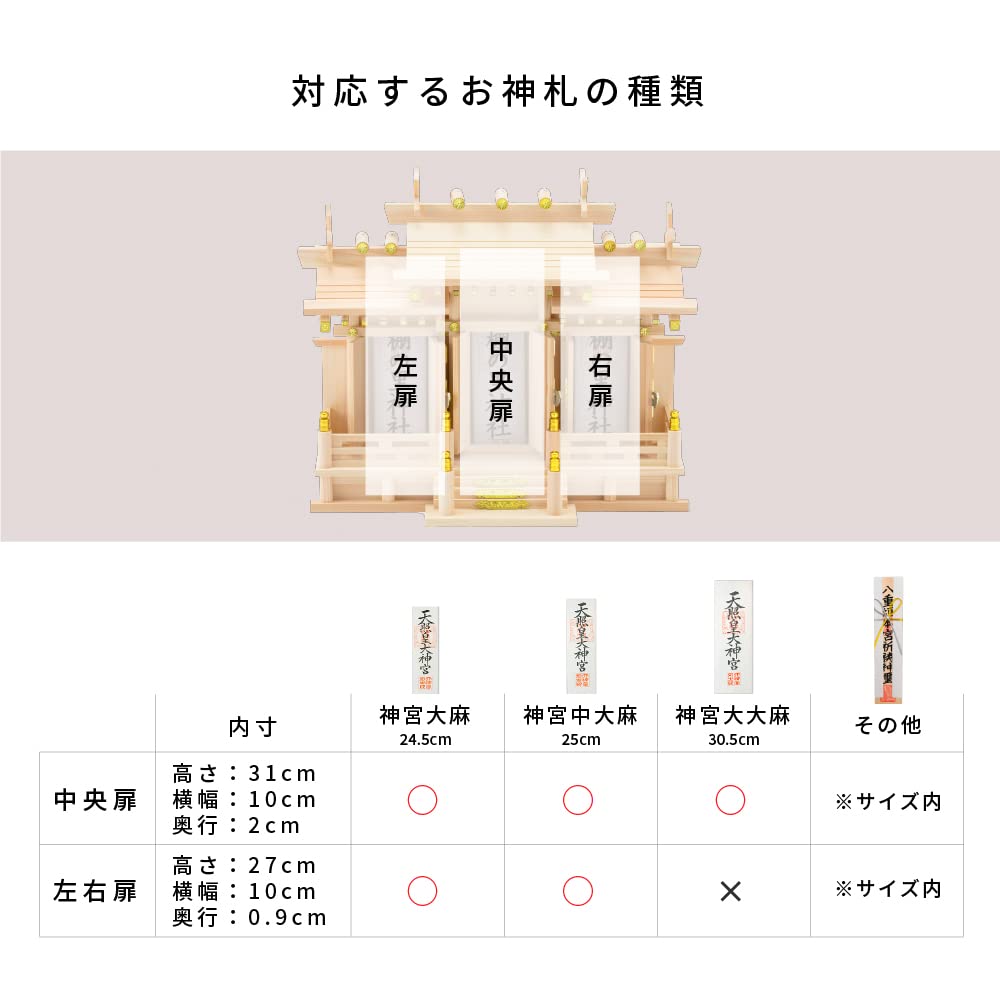 対応するお神札の種類
左扉
中央扉
右扉
天照皇大神宮
天照皇大神宮
天照皇大神宮
内寸
神宮大麻
24.5cm
神宮中大麻
25cm
神宮大大麻
30.5cm
その他
中央扉
高さ：31cm
横幅：10cm
奥行：2cm
○
○
○
※サイズ内
左右扉
高さ：27cm
横幅：10cm
奥行：0.9cm
○
○
×
※サイズ内